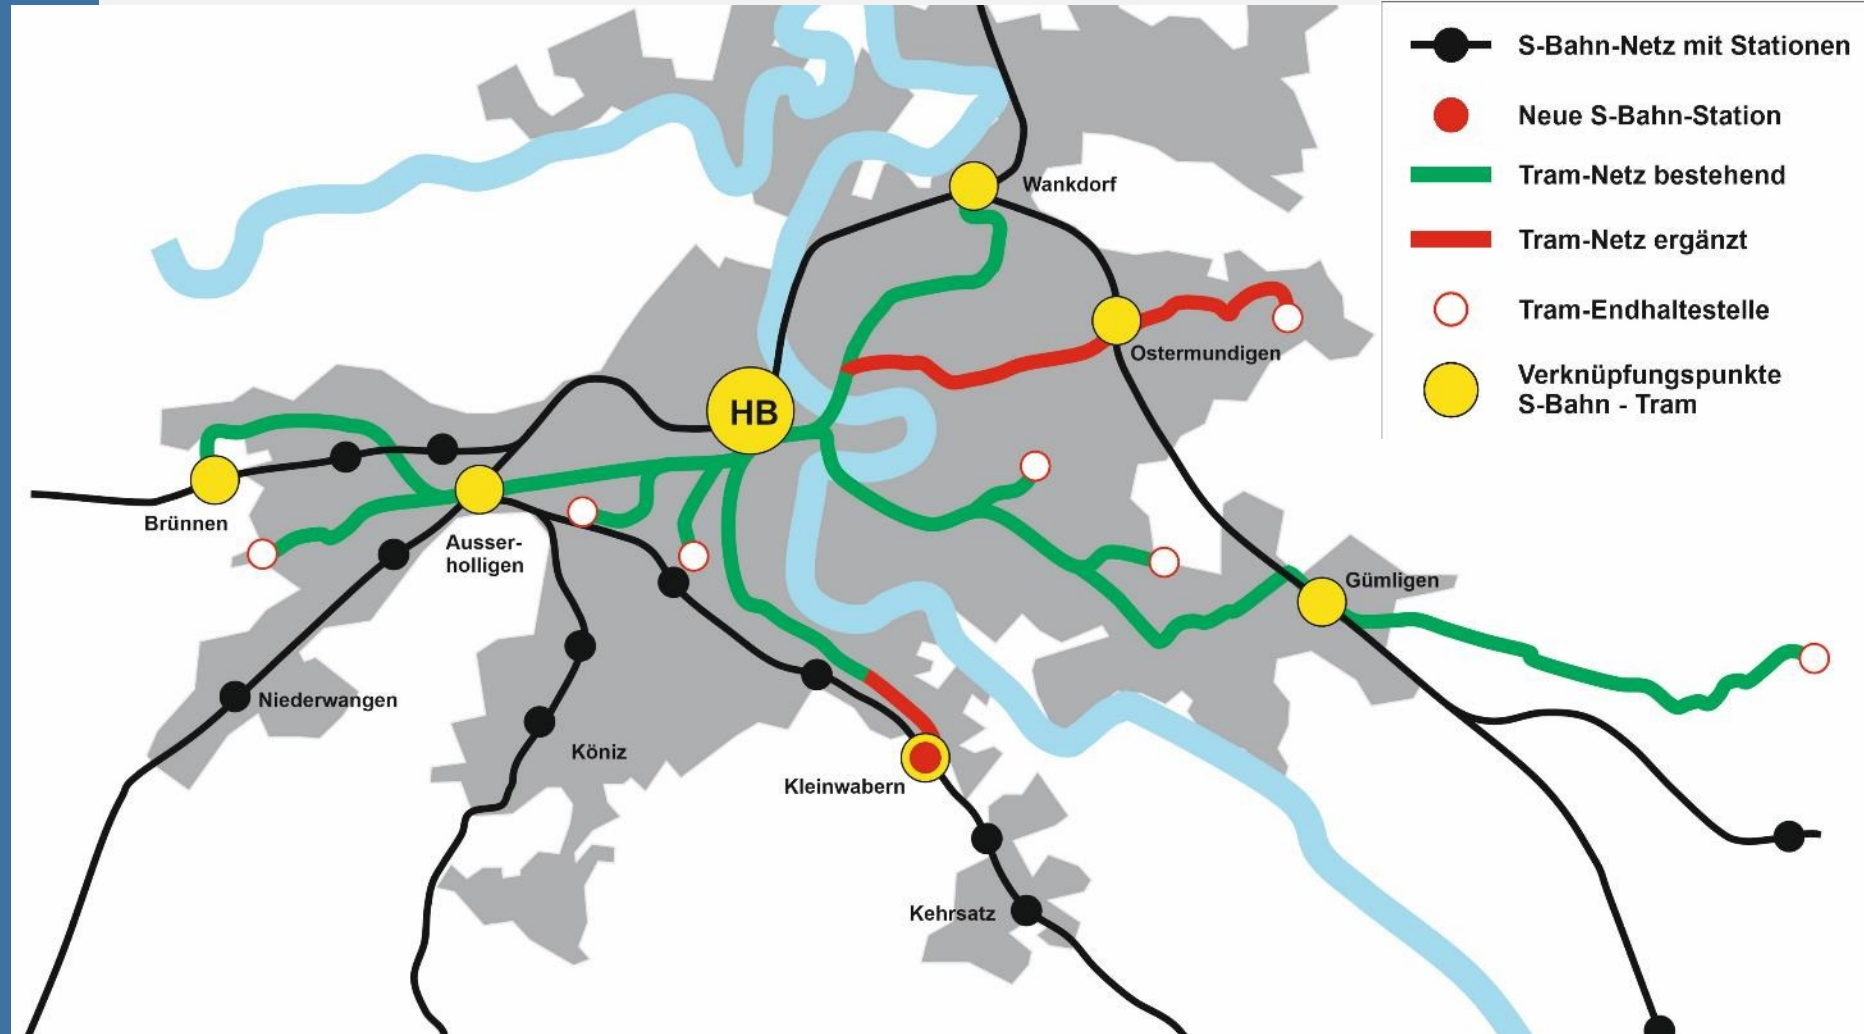 S-Bahn-Netz mit Stationen
Neue S-Bahn-Station
Tram-Netz bestehend
Tram-Netz ergänzt
Tram-Endhaltestelle
Verknüpfungspunkte
S-Bahn - Tram
Wankdorf
Ostermundigen
HB
Brünnen
Ausser-
holligen
Gümligen
Niederwangen
Köniz
Kleinwabern
Kehrsatz